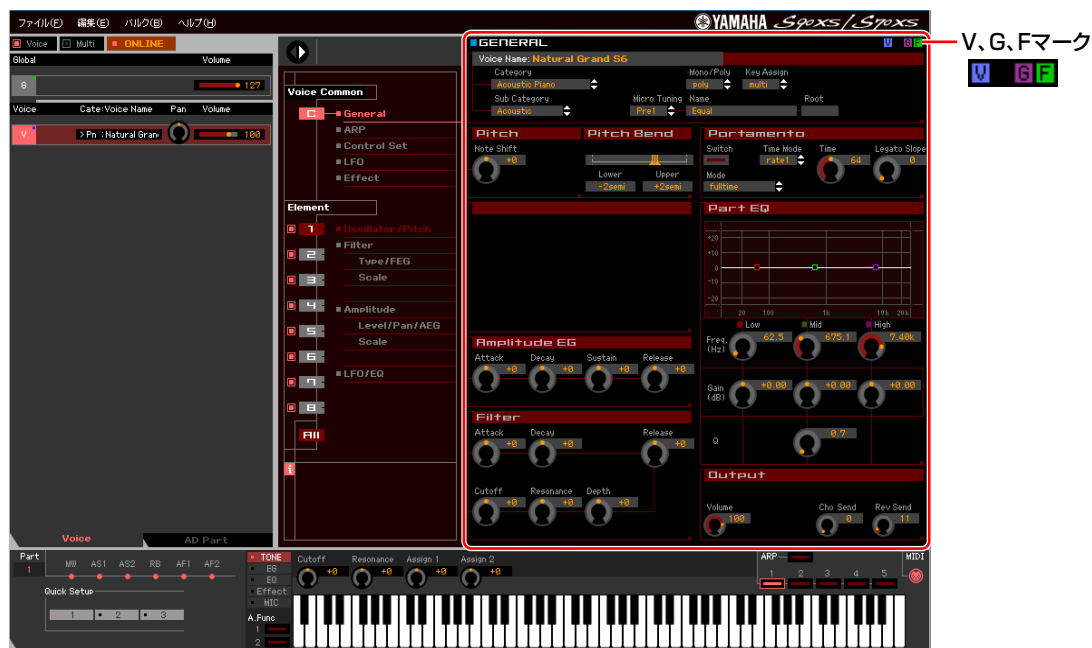 ファイル(F) 編集(E) バルク(B) ヘルプ(H)
YAMAHA S90XS/S70XS
Voice Multi ONLINE
Global Volume
G 127
Voice Cate:Voice Name Pan Volume
V >Pn :Natural Gran 100
Voice AD Part
Voice Common
C General
ARP
Control Set
LFO
Effect
Element
1 Oscillator/Pitch
2 Filter
Type/FEG
3 Scale
4 Amplitude
5 Level/Pan/AEG
Scale
6
7 LFO/EQ
8
All
i
GENERAL V G F
Voice Name: Natural Grand S6
Category Mono/Poly Key Assign
Acoustic Piano poly multi
Sub Category Micro Tuning Name Root
Acoustic Pre1 Equal
Pitch
Note Shift
+0
Pitch Bend
Lower Upper
-2semi +2semi
Portamento
Switch Time Mode Time Legato Slope
rate1 64 0
Mode
fulltime
Part EQ
+20
+10
0
-10
-20
20 100 1k 10k 20k
Low Mid High
Freq. (Hz) 62.5 675.1 7.40k
Gain (dB) +0.00 +0.00 +0.00
Q 0.7
Amplitude EG
Attack Decay Sustain Release
+0 +0 +0 +0
Filter
Attack Decay Release
+0 +0 +0
Cutoff Resonance Depth
+0 +0 +0
Output
Volume Cho Send Rev Send
100 0 11
V、G、Fマーク
V G F
Part
1
MW AS1 AS2 RB AF1 AF2
Quick Setup
1 2 3
TONE
EG
EQ
Effect
MIC
A.Func
1
2
Cutoff Resonance Assign 1 Assign 2
+0 +0 +0 +0
ARP
1 2 3 4 5
MIDI